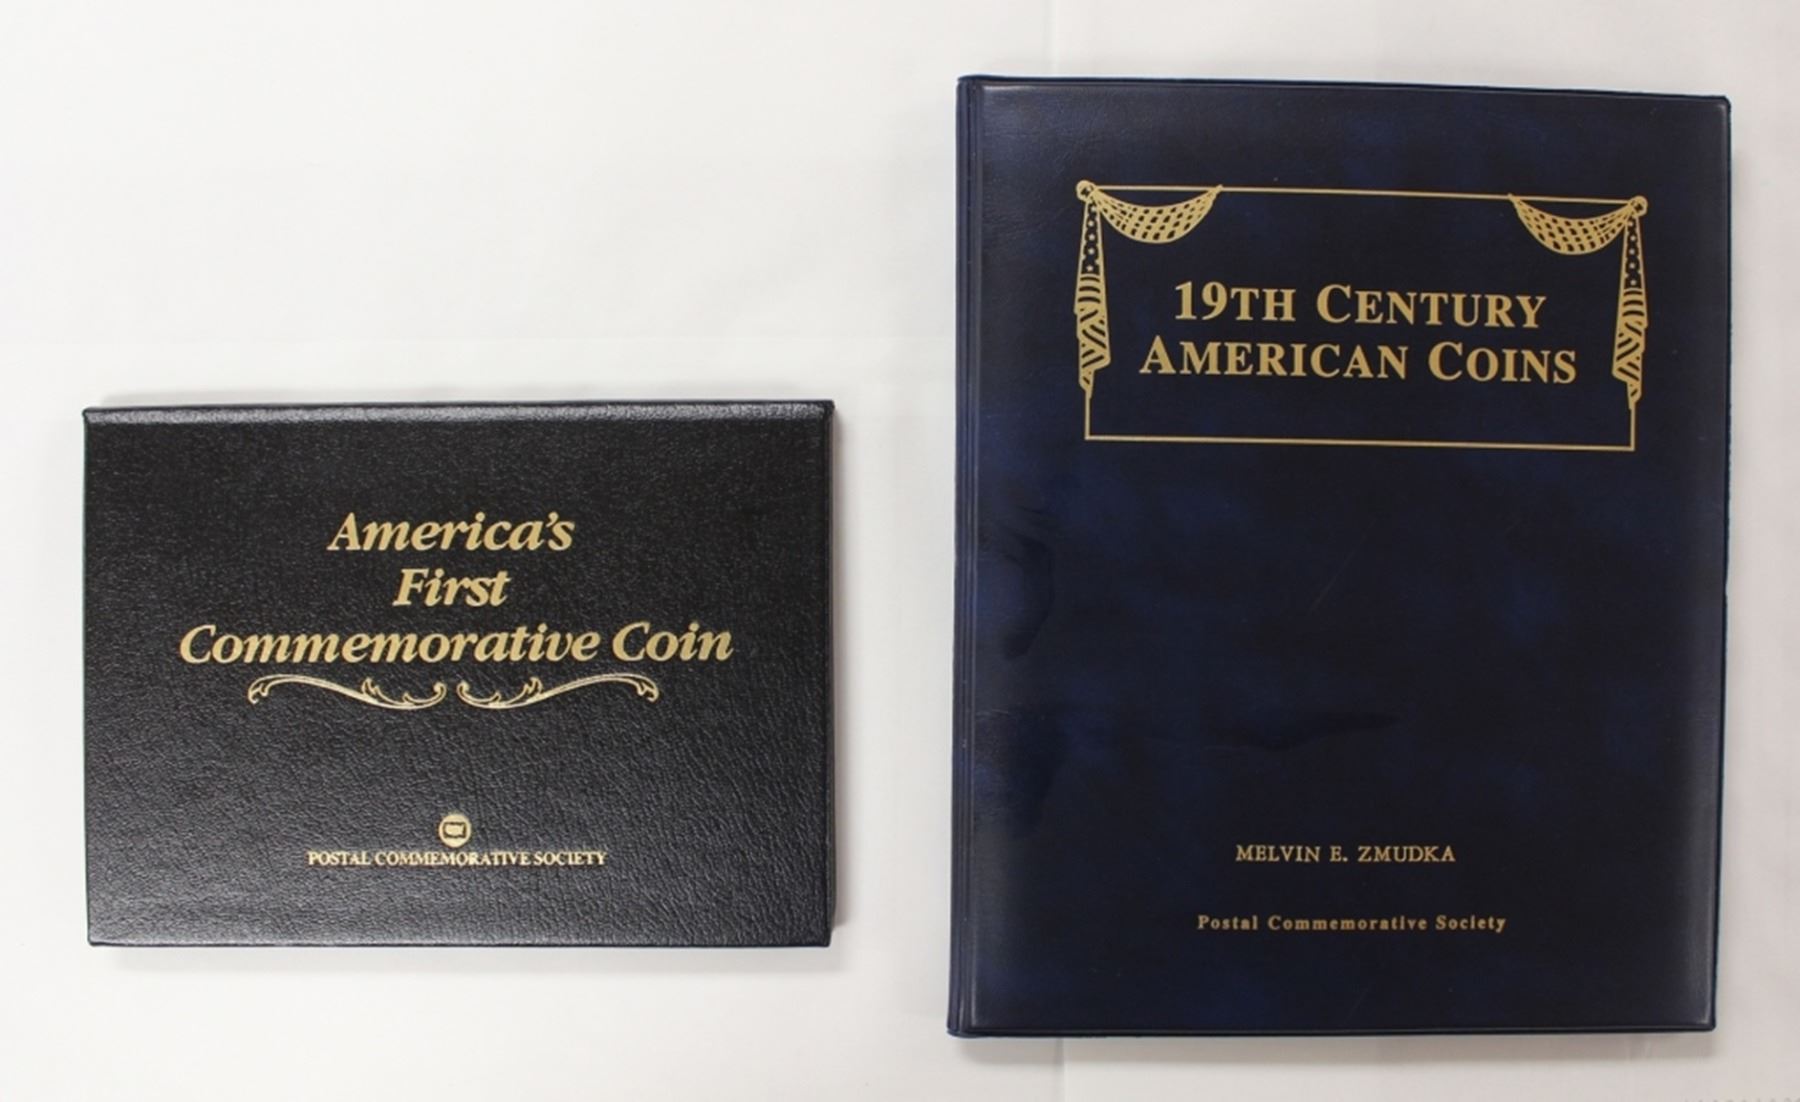 America's
First
Commemorative Coin
POSTAL COMMEMORATIVE SOCIETY
19TH CENTURY
AMERICAN COINS
MELVIN E. ZMUDKA
Postal Commemorative Society